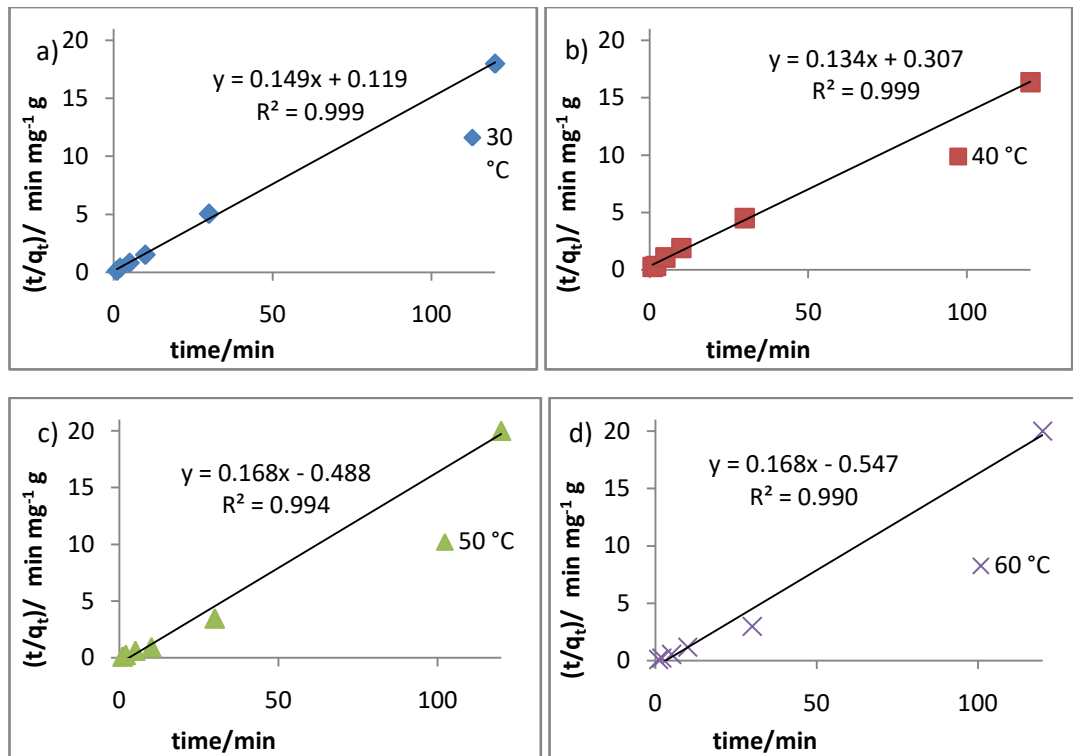 a)
20
15
10
5
0
(t/qₜ)/ min mg⁻¹ g
y = 0.149x + 0.119
R² = 0.999
30
°C
0
50
100
time/min
b)
20
15
10
5
0
(t/qₜ)/ min mg⁻¹ g
y = 0.134x + 0.307
R² = 0.999
40 °C
0
50
100
time/min
c)
20
15
10
5
0
(t/qₜ)/ min mg⁻¹ g
y = 0.168x - 0.488
R² = 0.994
50 °C
0
50
100
time/min
d)
20
15
10
5
0
(t/qₜ)/ min mg⁻¹ g
y = 0.168x - 0.547
R² = 0.990
60 °C
0
50
100
time/min